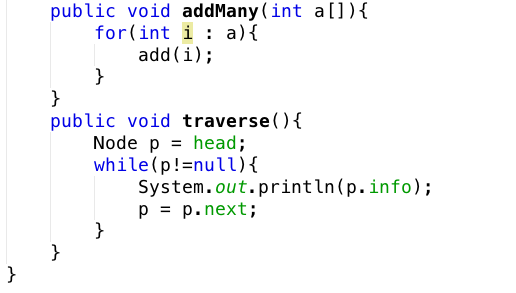 public void addMany(int a[]){
        for(int i : a){
            add(i);
        }
    }
    public void traverse(){
        Node p = head;
        while(p!=null){
            System.out.println(p.info);
            p = p.next;
        }
    }
}